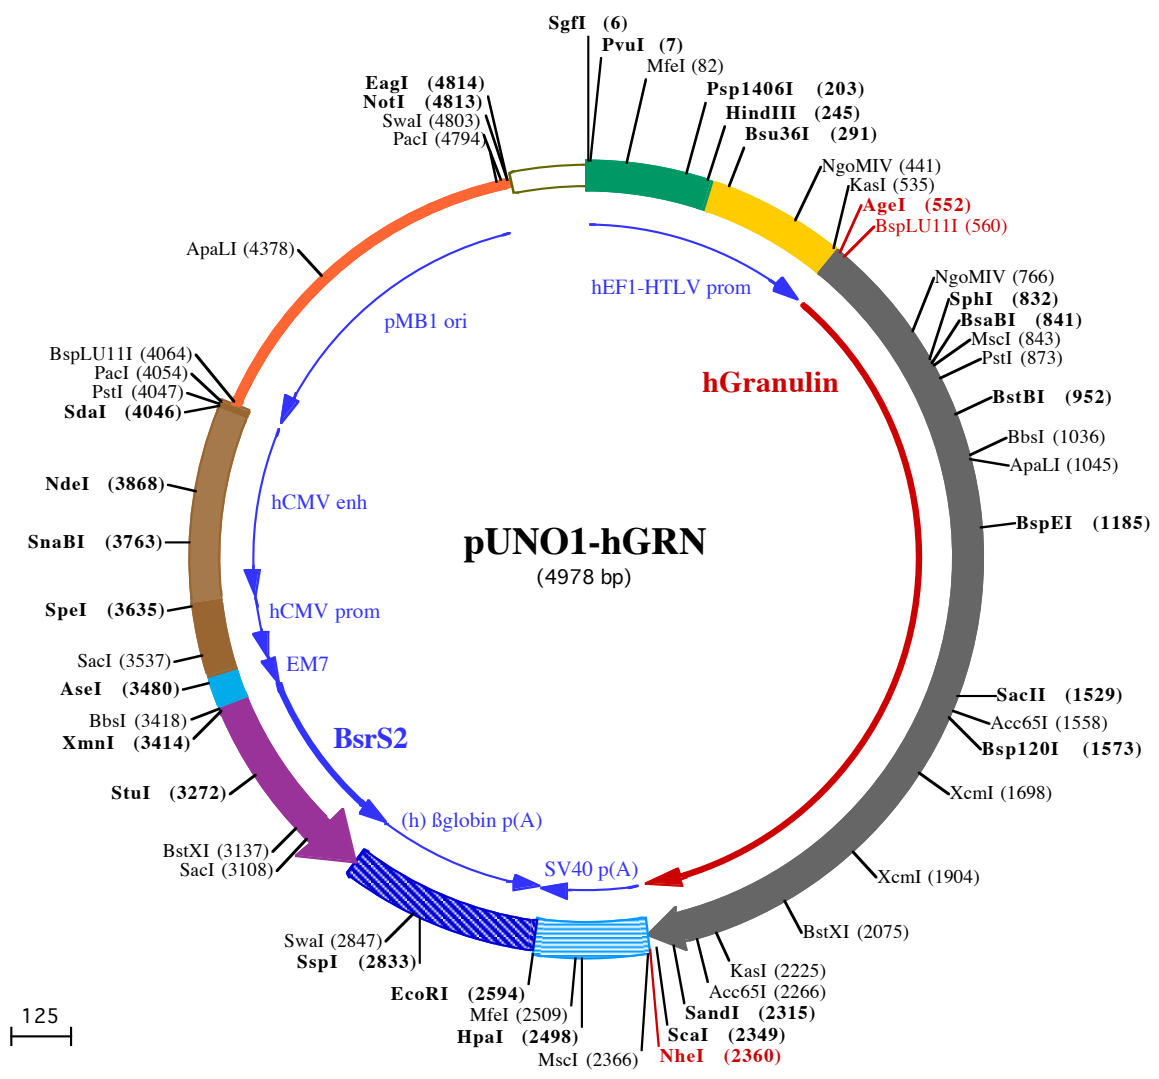 SgfI (6)
PvuI (7)
MfeI (82)
Psp1406I (203)
HindIII (245)
Bsu36I (291)
NgoMIV (441)
KasI (535)
AgeI (552)
BspLU11I (560)
NgoMIV (766)
SphI (832)
BsaBI (841)
MscI (843)
PstI (873)
BstBI (952)
BbsI (1036)
ApaLI (1045)
BspEI (1185)
SacII (1529)
Acc65I (1558)
Bsp120I (1573)
XcmI (1698)
XcmI (1904)
BstXI (2075)
KasI (2225)
Acc65I (2266)
SandI (2315)
ScaI (2349)
NheI (2360)
MscI (2366)
HpaI (2498)
MfeI (2509)
EcoRI (2594)
SspI (2833)
SwaI (2847)
SacI (3108)
BstXI (3137)
StuI (3272)
XmnI (3414)
BbsI (3418)
AseI (3480)
SacI (3537)
SpeI (3635)
SnaBI (3763)
NdeI (3868)
SdaI (4046)
PstI (4047)
PacI (4054)
BspLU11I (4064)
ApaLI (4378)
PacI (4794)
SwaI (4803)
NotI (4813)
EagI (4814)
hEF1-HTLV prom
pMB1 ori
hGranulin
hCMV enh
pUNO1-hGRN
(4978 bp)
hCMV prom
EM7
BsrS2
(h) ßglobin p(A)
SV40 p(A)
125